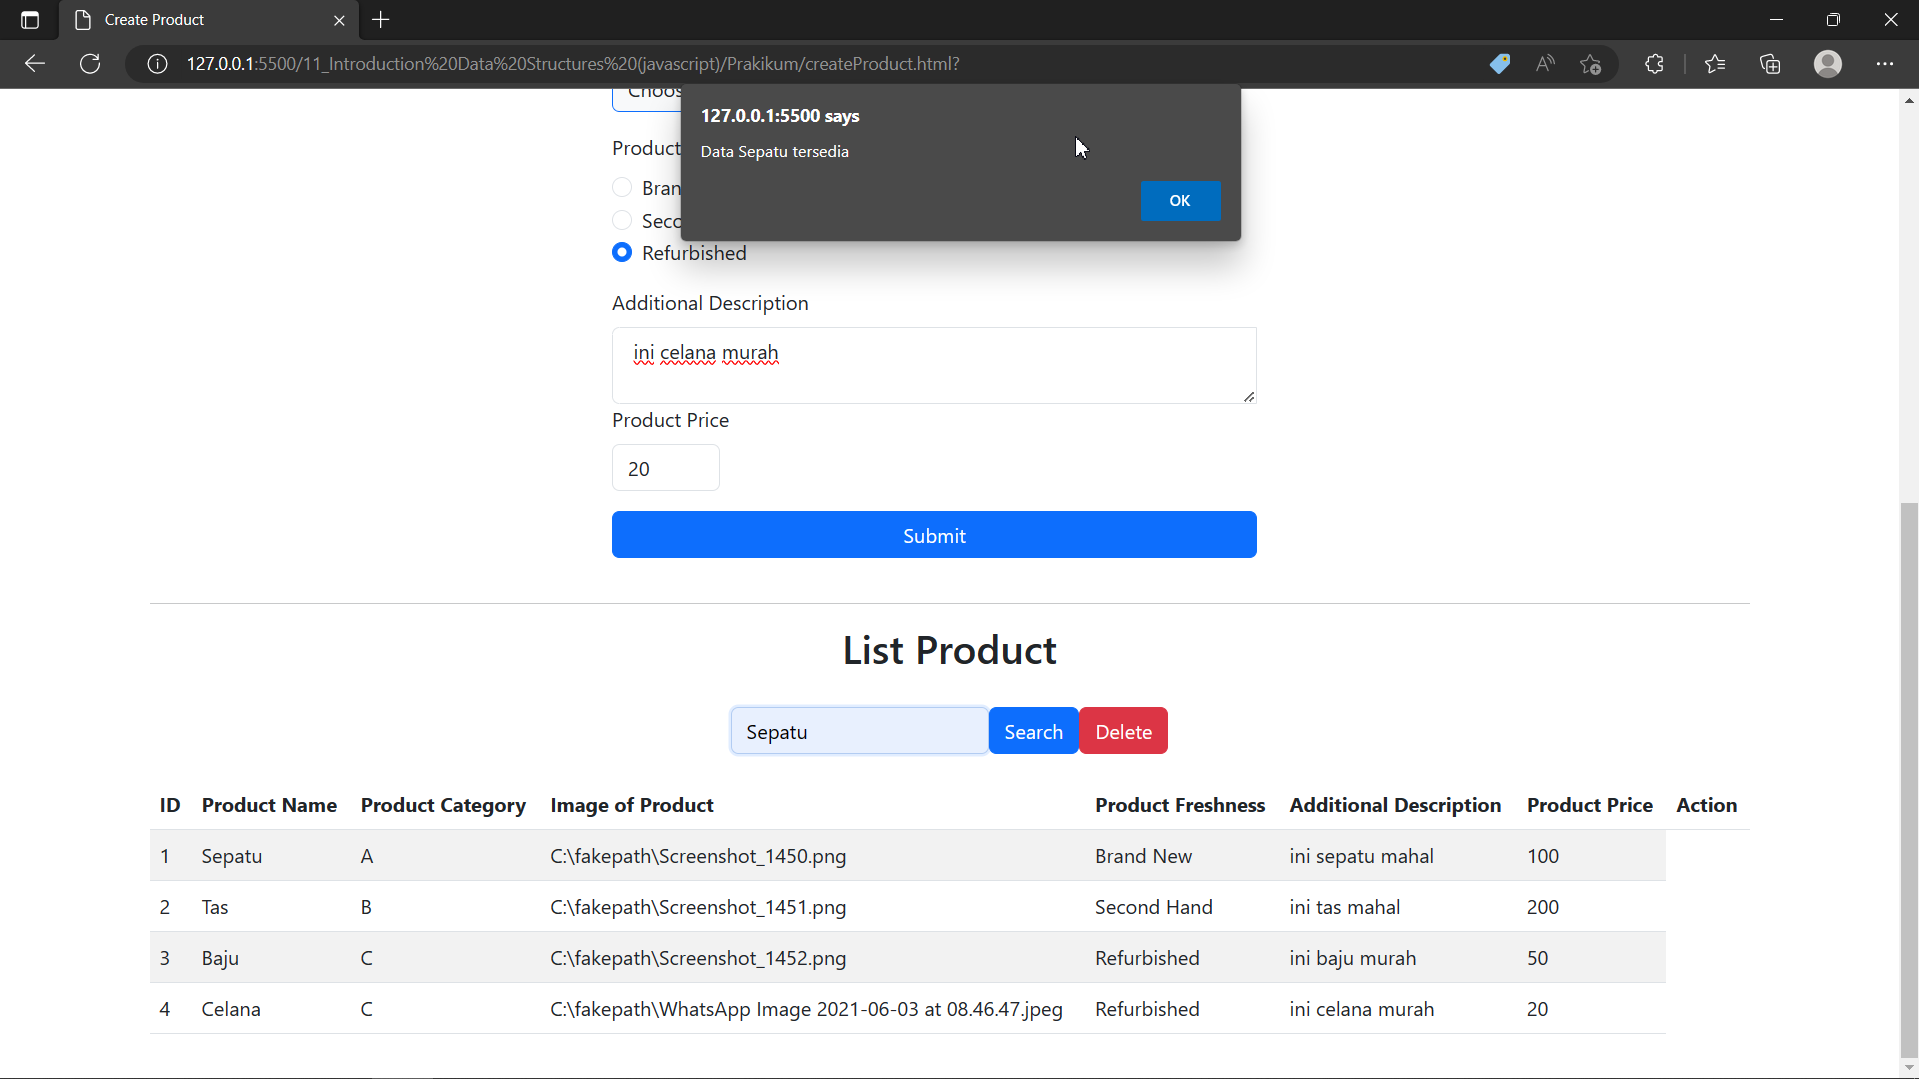 Create Product
127.0.0.1:5500/11_Introduction%20Data%20Structures%20(javascript)/Prakikum/createProduct.html?
127.0.0.1:5500 says
Data Sepatu tersedia
OK
Choos
Product
Bran
Seco
Refurbished
Additional Description
ini celana murah
Product Price
20
Submit
List Product
Sepatu Search Delete
ID Product Name Product Category Image of Product Product Freshness Additional Description Product Price Action
1 Sepatu A C:\fakepath\Screenshot_1450.png Brand New ini sepatu mahal 100
2 Tas B C:\fakepath\Screenshot_1451.png Second Hand ini tas mahal 200
3 Baju C C:\fakepath\Screenshot_1452.png Refurbished ini baju murah 50
4 Celana C C:\fakepath\WhatsApp Image 2021-06-03 at 08.46.47.jpeg Refurbished ini celana murah 20